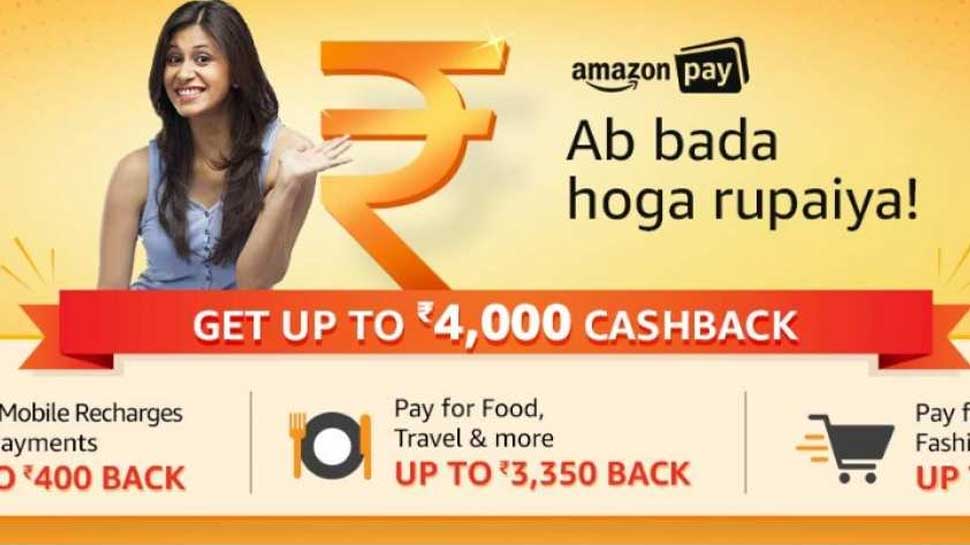 amazon pay
Ab bada
hoga rupaiya!
GET UP TO ₹4,000 CASHBACK
Mobile Recharges
ayments
O ₹400 BACK
Pay for Food,
Travel & more
UP TO ₹3,350 BACK
Pay f
Fashi
UP